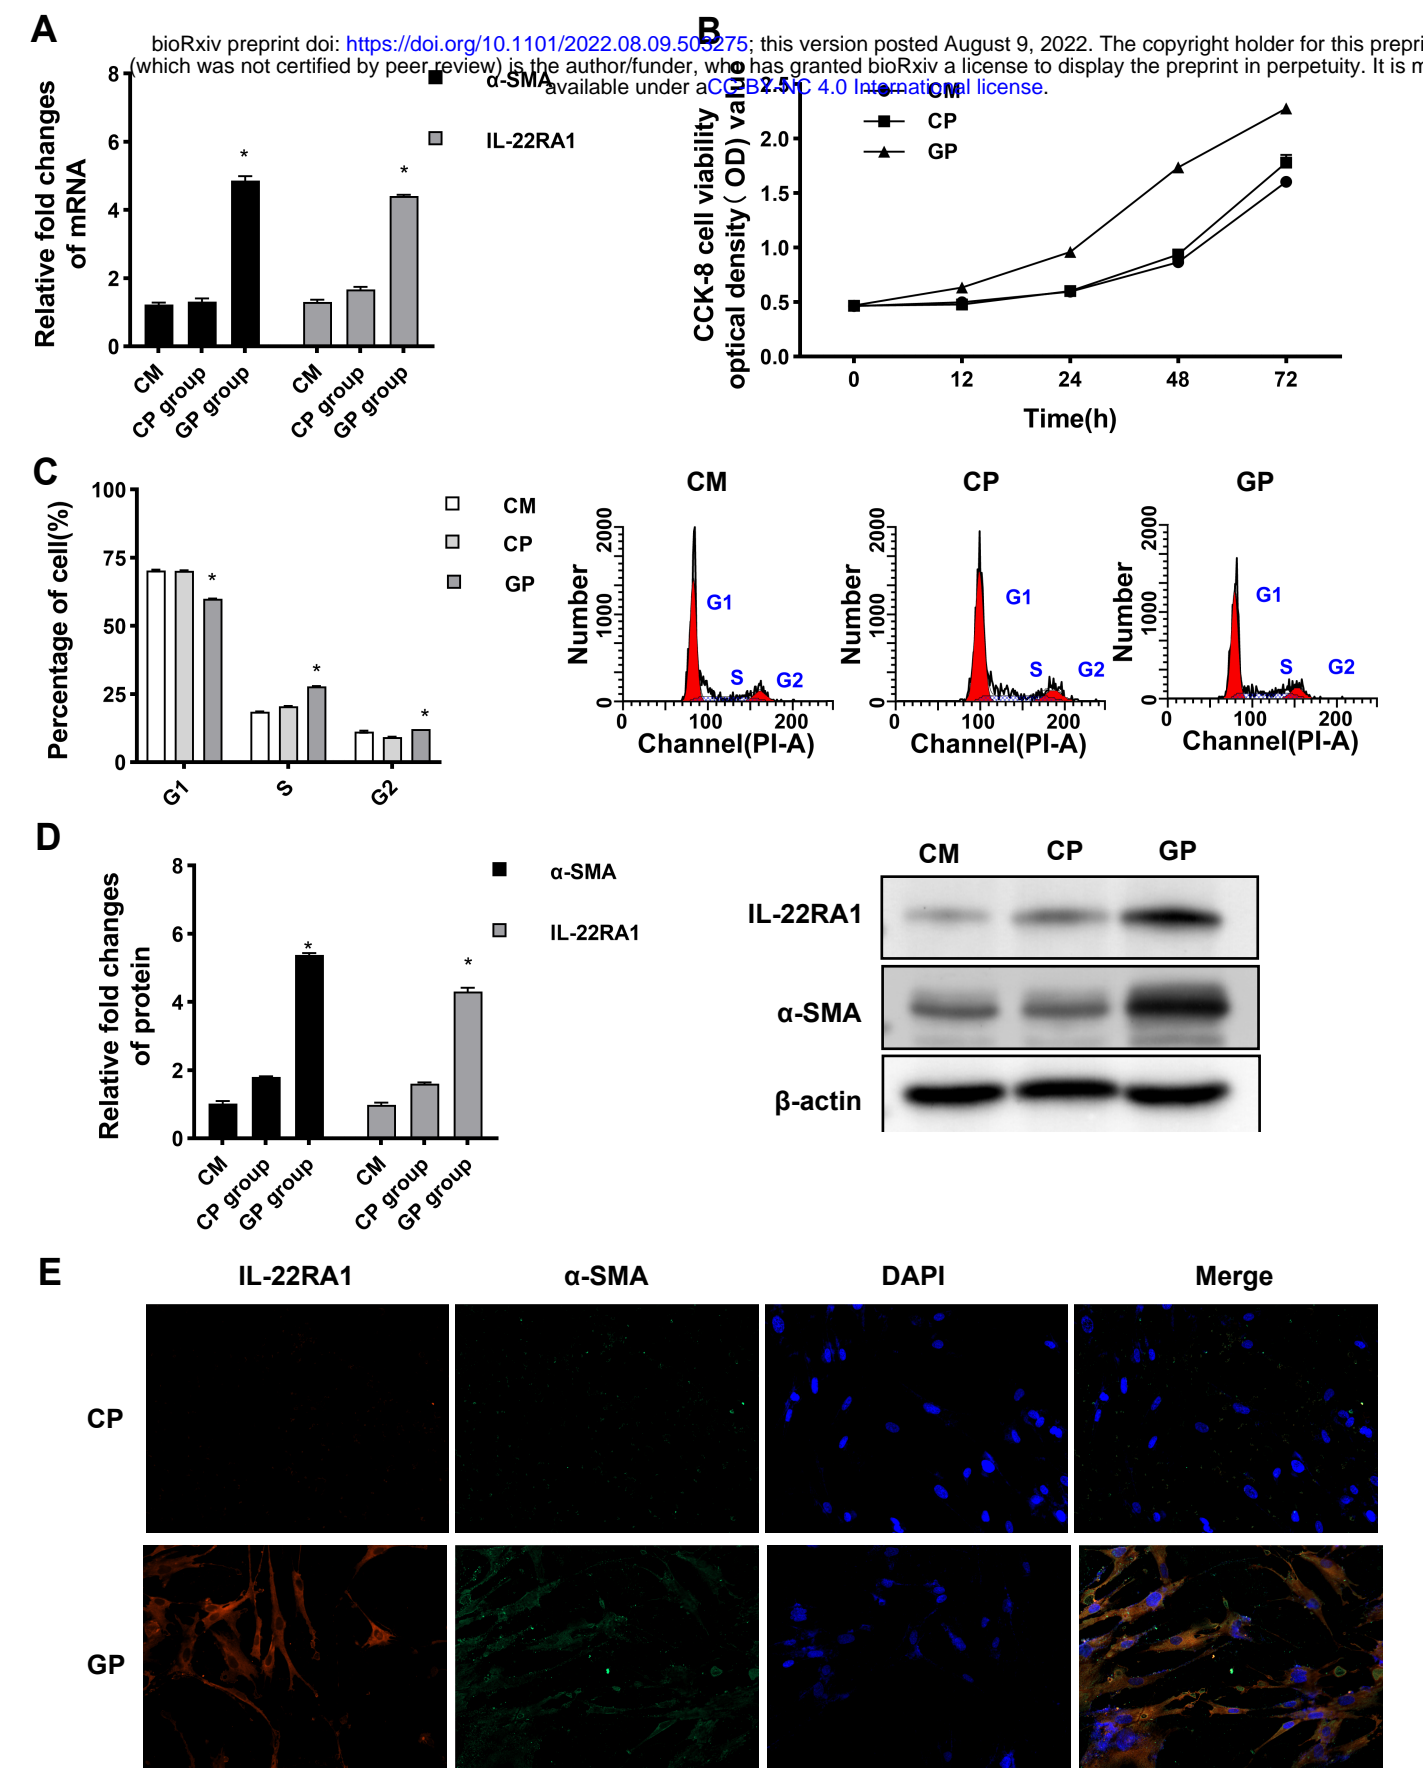 A
B
bioRxiv preprint doi: https://doi.org/10.1101/2022.08.09.503275; this version posted August 9, 2022. The copyright holder for this prepri
(which was not certified by peer review) is the author/funder, who has granted bioRxiv a license to display the preprint in perpetuity. It is m
available under aCC-BY-NC 4.0 International license.
Relative fold changes
of mRNA
8
6
4
2
0
α-SMA
IL-22RA1
*
*
CM
CP group
GP group
CM
CP group
GP group
CCK-8 cell viability
optical density( OD) value
2.5
2.0
1.5
1.0
0.5
0.0
CM
CP
GP
0 12 24 48 72
Time(h)
C
Percentage of cell(%)
100
75
50
25
0
CM
CP
GP
*
*
*
G1 S G2
CM
Number
2000
1000
0
G1
S
G2
0 100 200
Channel(PI-A)
CP
Number
2000
1000
0
G1
S
G2
0 100 200
Channel(PI-A)
GP
Number
2000
1000
0
G1
S
G2
0 100 200
Channel(PI-A)
D
Relative fold changes
of protein
8
6
4
2
0
α-SMA
IL-22RA1
*
*
CM
CP group
GP group
CM
CP group
GP group
CM CP GP
IL-22RA1
α-SMA
β-actin
E
IL-22RA1 α-SMA DAPI Merge
CP
GP